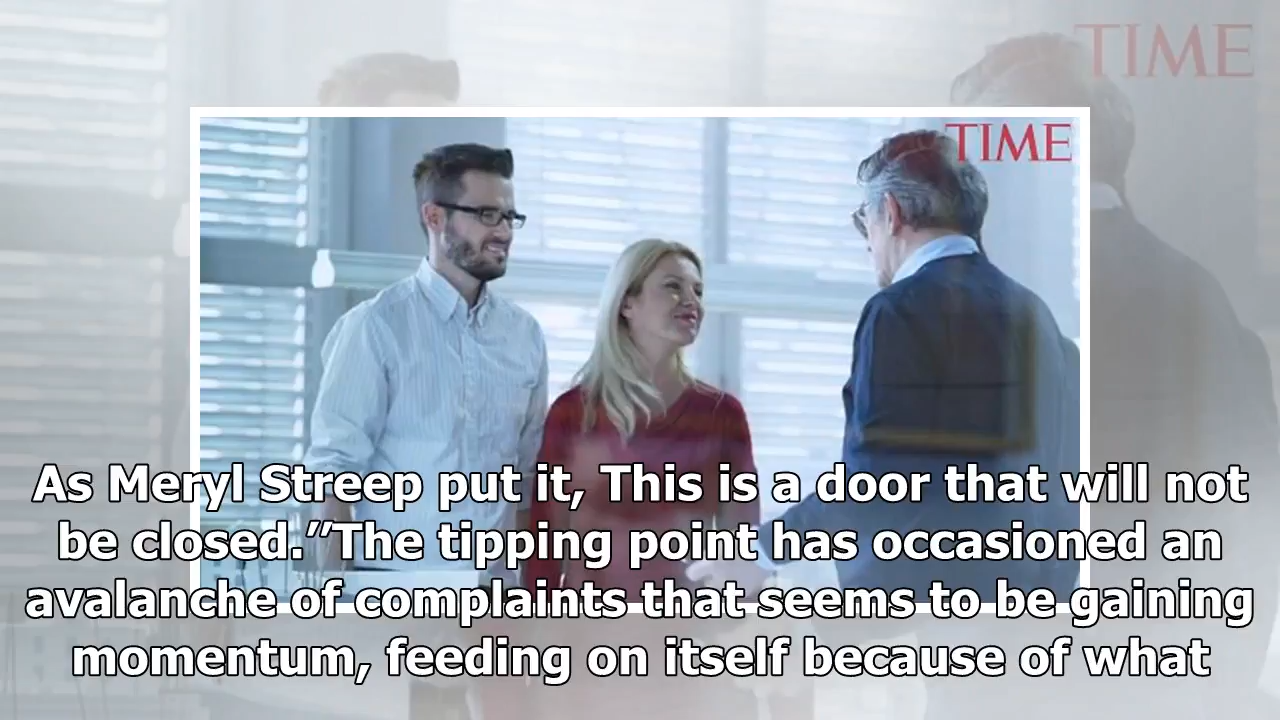 TIME
TIME
As Meryl Streep put it, This is a door that will not
be closed.”The tipping point has occasioned an
avalanche of complaints that seems to be gaining
momentum, feeding on itself because of what